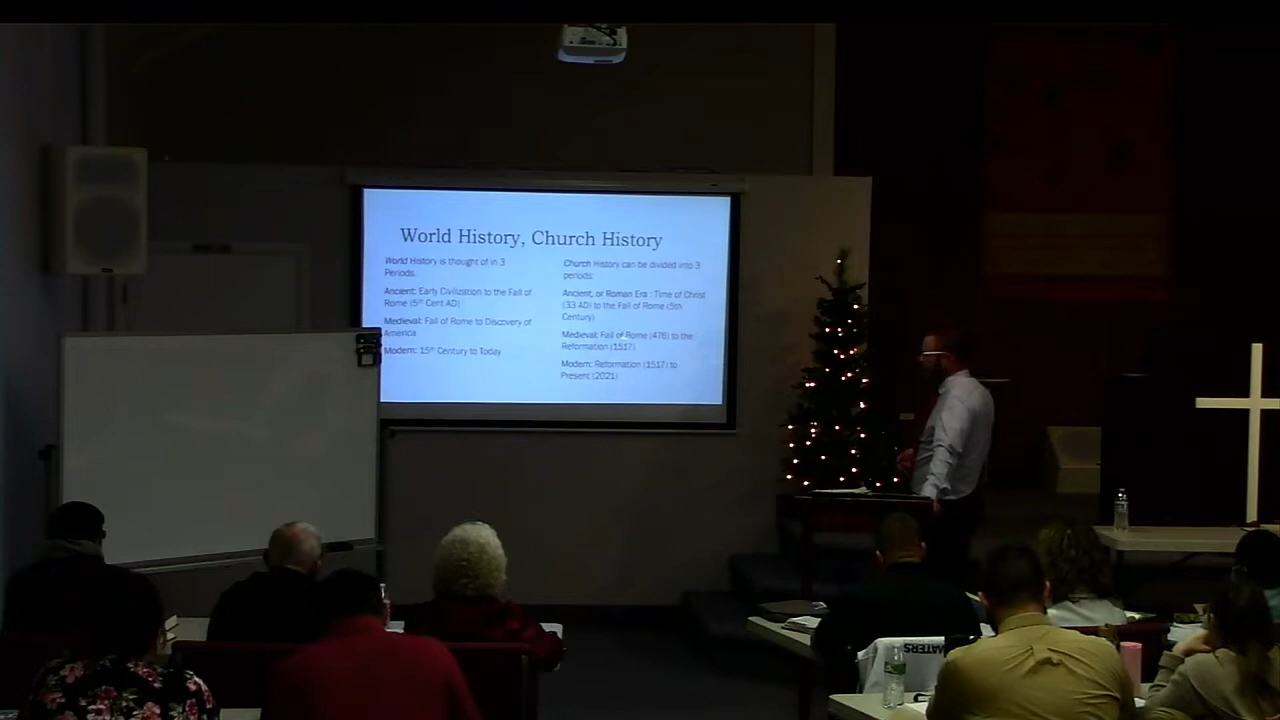 World History, Church History
World History is thought of in 3
Periods.
Ancient: Early Civilization to the Fall of
Rome (5th Cent AD)
Medieval: Fall of Rome to Discovery of
America
Modern: 15th Century to Today
Church History can be divided into 3
periods:
Ancient, or Roman Era : Time of Christ
(33 AD) to the Fall of Rome (5th
Century)
Medieval: Fall of Rome (476) to the
Reformation (1517)
Modern: Reformation (1517) to
Present (2021)
WATERS